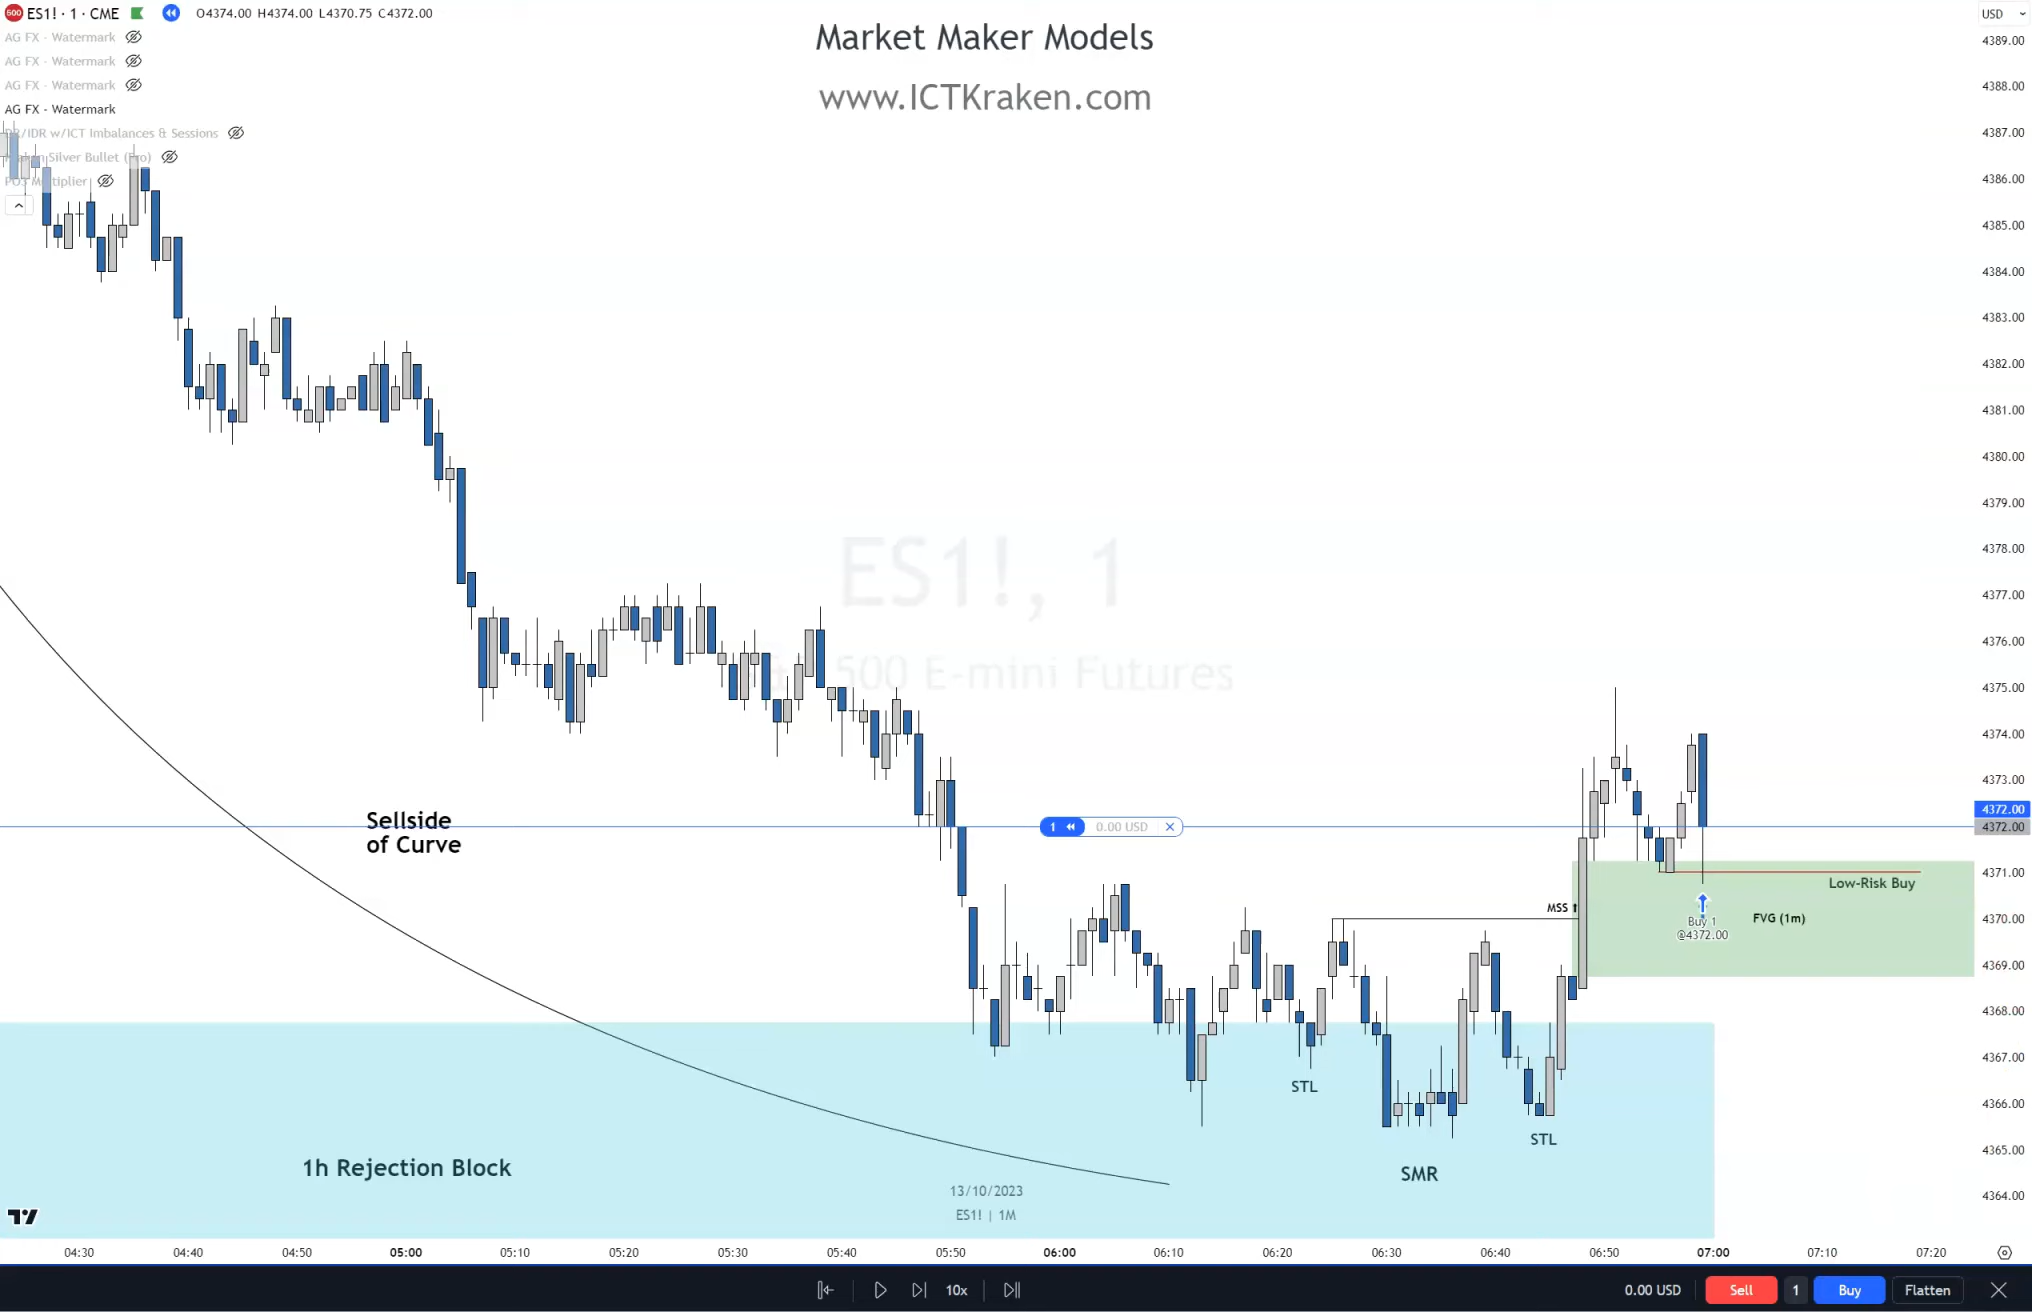 ES1! · 1 · CME O4374.00 H4374.00 L4370.75 C4372.00
AG FX - Watermark
AG FX - Watermark
AG FX - Watermark
AG FX - Watermark
DR/IDR w/ICT Imbalances & Sessions
Silver Bullet (Pro)
PO3 Multiplier
Market Maker Models
www.ICTKraken.com
USD
4389.00
4388.00
4387.00
4386.00
4385.00
4384.00
4383.00
4382.00
4381.00
4380.00
4379.00
4378.00
4377.00
4376.00
4375.00
4374.00
4373.00
4372.00
4372.00
4371.00
4370.00
4369.00
4368.00
4367.00
4366.00
4365.00
4364.00
ES1!, 1
500 E-mini Futures
Sellside
of Curve
1 0.00 USD
Low-Risk Buy
MSS
FVG (1m)
Buy 1
@4372.00
STL
STL
SMR
1h Rejection Block
13/10/2023
ES1! | 1M
04:30 04:40 04:50 05:00 05:10 05:20 05:30 05:40 05:50 06:00 06:10 06:20 06:30 06:40 06:50 07:00 07:10 07:20
10x
0.00 USD Sell 1 Buy Flatten